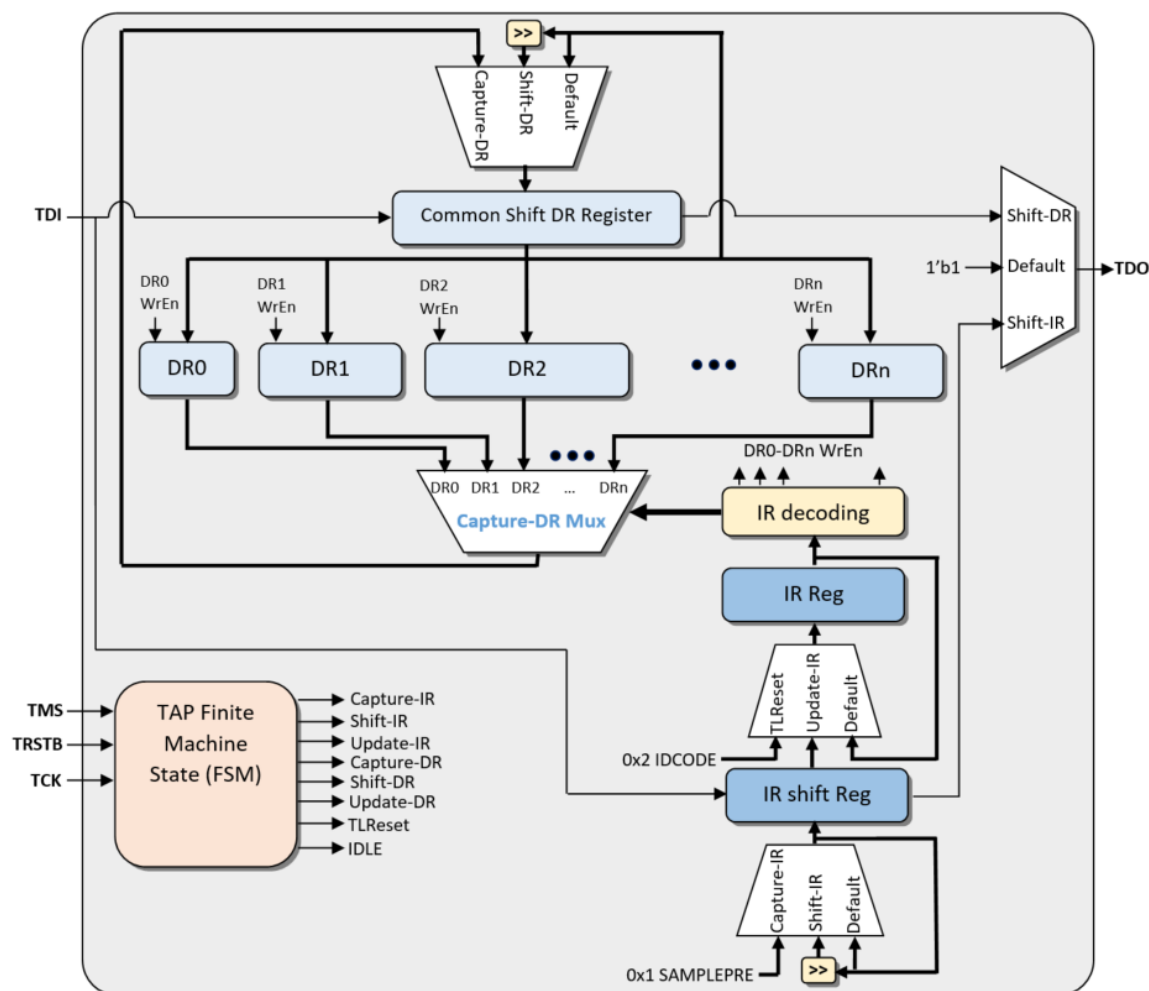 >>
Capture-DR
Shift-DR
Default
TDI
Common Shift DR Register
Shift-DR
1'b1
Default
TDO
Shift-IR
DR0
WrEn
DR1
WrEn
DR2
WrEn
DRn
WrEn
DR0
DR1
DR2
DRn
DR0 DR1 DR2 ... DRn
Capture-DR Mux
DR0-DRn WrEn
IR decoding
IR Reg
TLReset
Update-IR
Default
0x2 IDCODE
IR shift Reg
TMS
TRSTB
TCK
TAP Finite
Machine
State (FSM)
Capture-IR
Shift-IR
Update-IR
Capture-DR
Shift-DR
Update-DR
TLReset
IDLE
Capture-IR
Shift-IR
Default
0x1 SAMPLEPRE
>>